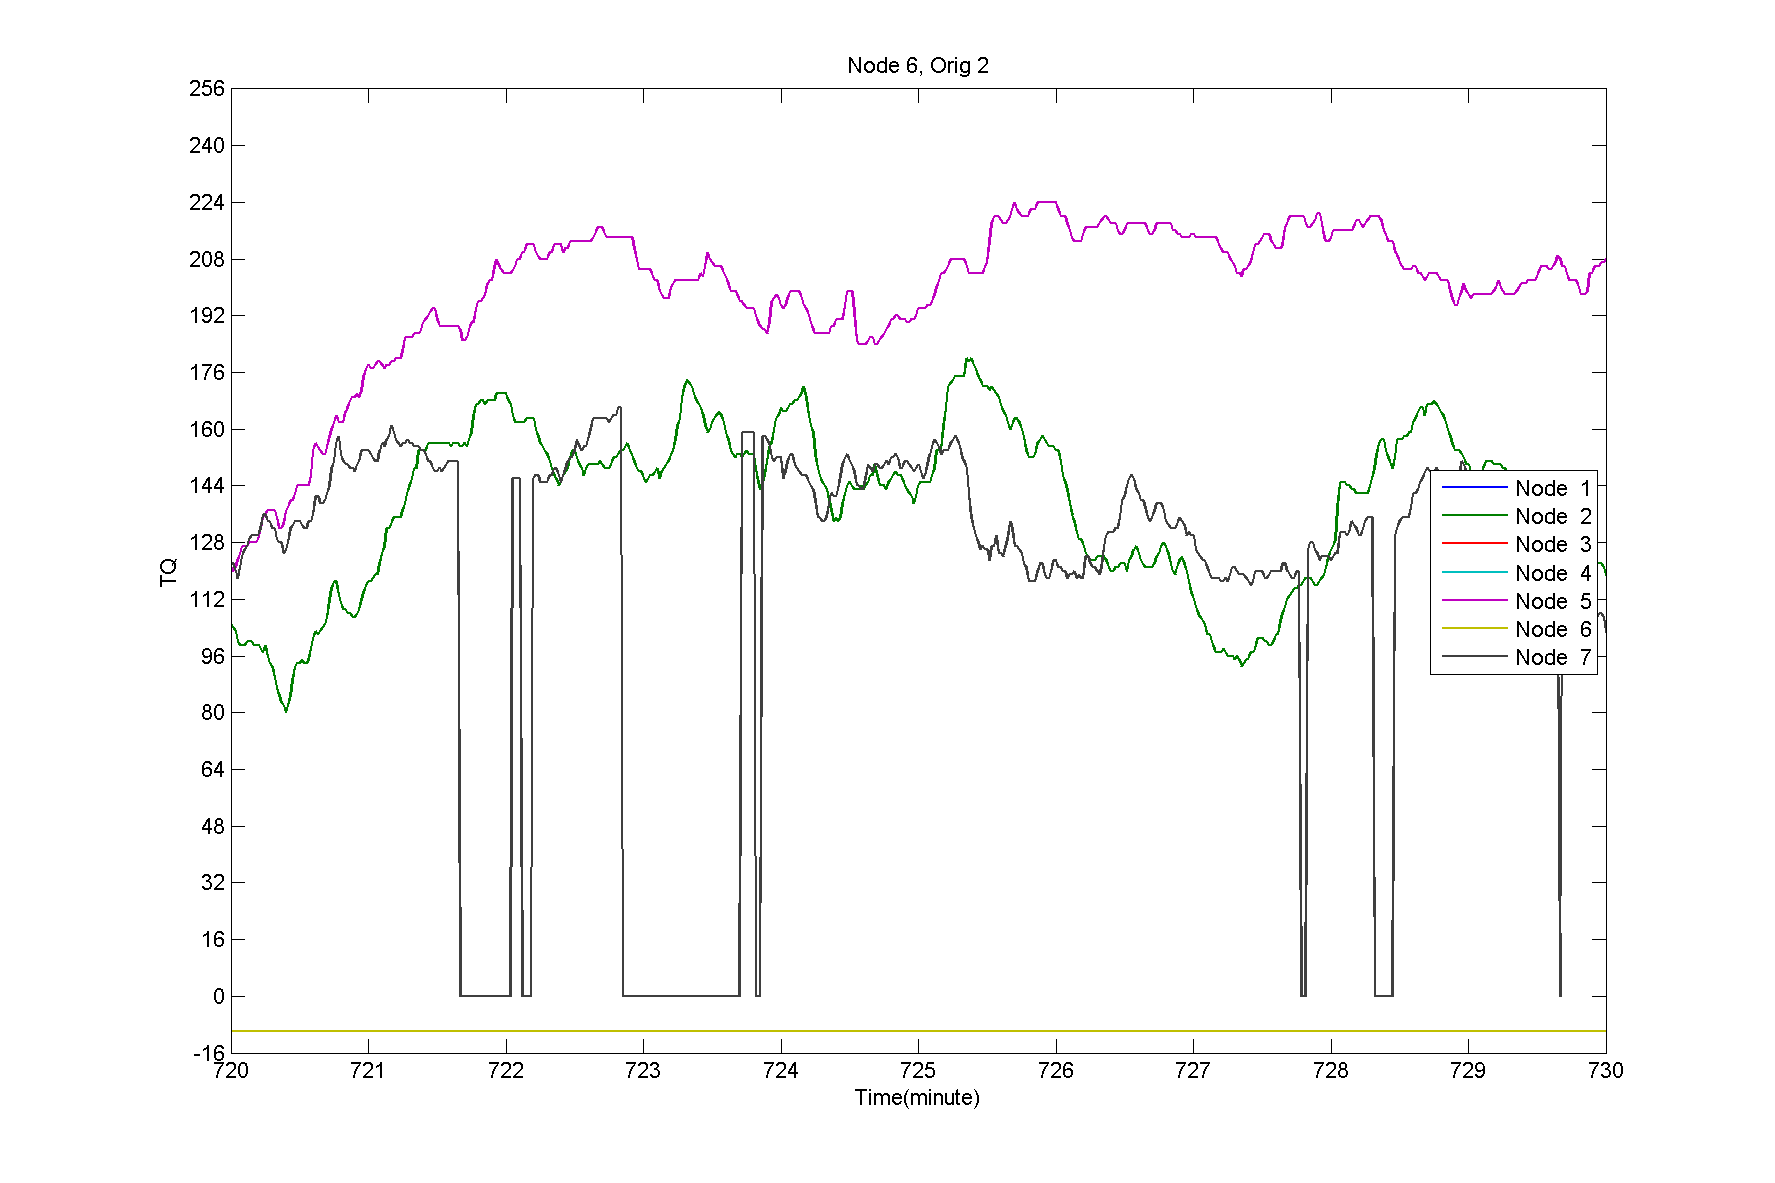 Node 6, Orig 2
256
240
224
208
192
176
160
144
128
112
96
80
64
48
32
16
0
-16
TQ
720 721 722 723 724 725 726 727 728 729 730
Time(minute)
Node 1
Node 2
Node 3
Node 4
Node 5
Node 6
Node 7